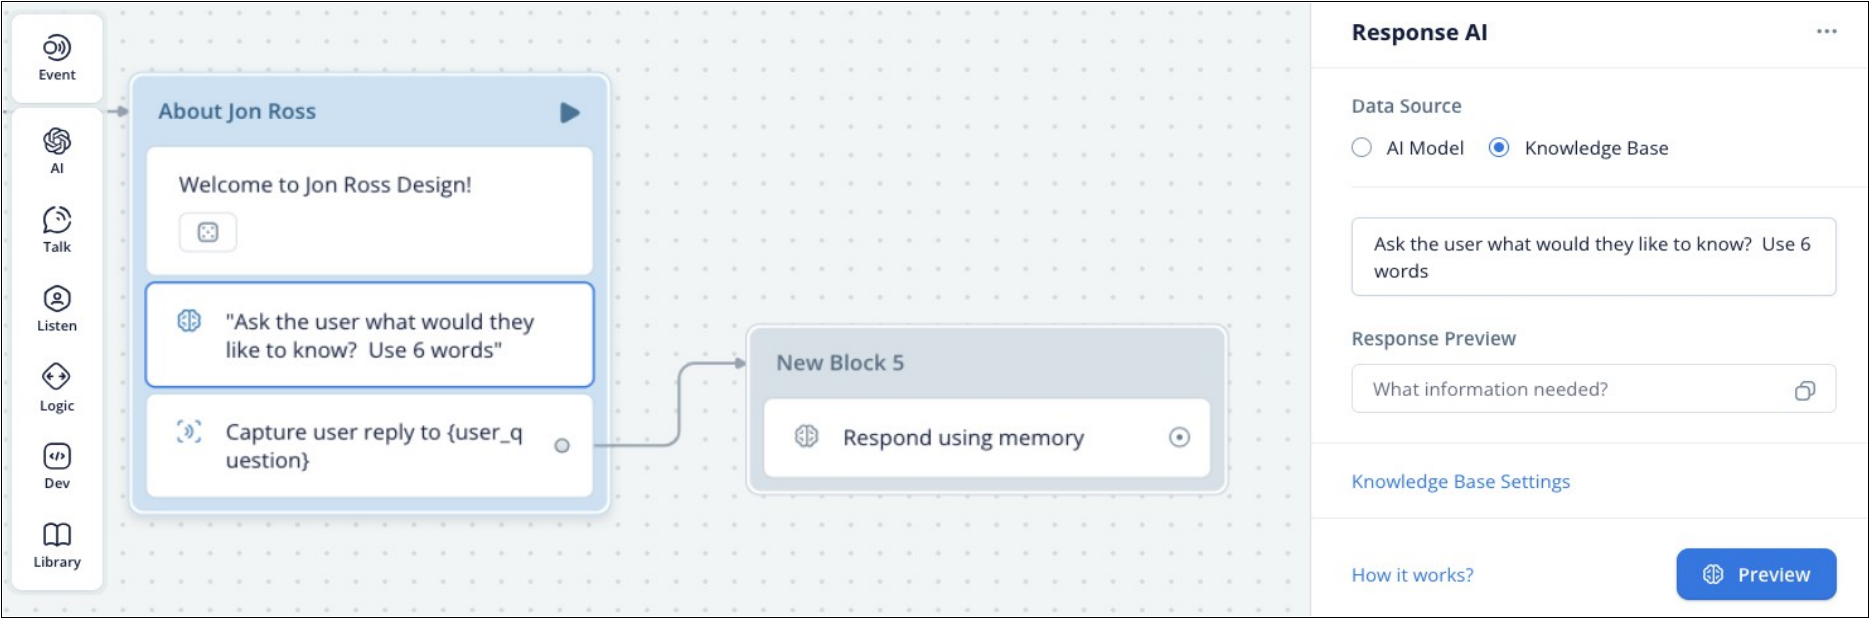 Event
AI
Talk
Listen
Logic
Dev
Library
About Jon Ross
Welcome to Jon Ross Design!
"Ask the user what would they
like to know?  Use 6 words"
Capture user reply to {user_q
uestion}
New Block 5
Respond using memory
Response AI
Data Source
AI Model
Knowledge Base
Ask the user what would they like to know?  Use 6
words
Response Preview
What information needed?
Knowledge Base Settings
How it works?
Preview